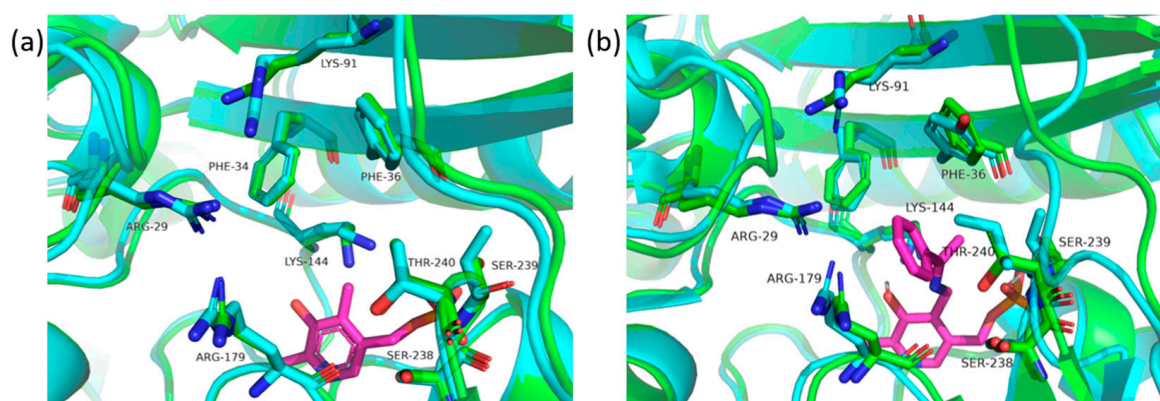 (a)
LYS-91
PHE-34
PHE-36
ARG-29
LYS-144
THR-240
SER-239
ARG-179
SER-238
(b)
LYS-91
PHE-36
LYS-144
ARG-29
THR-240
SER-239
ARG-179
SER-238